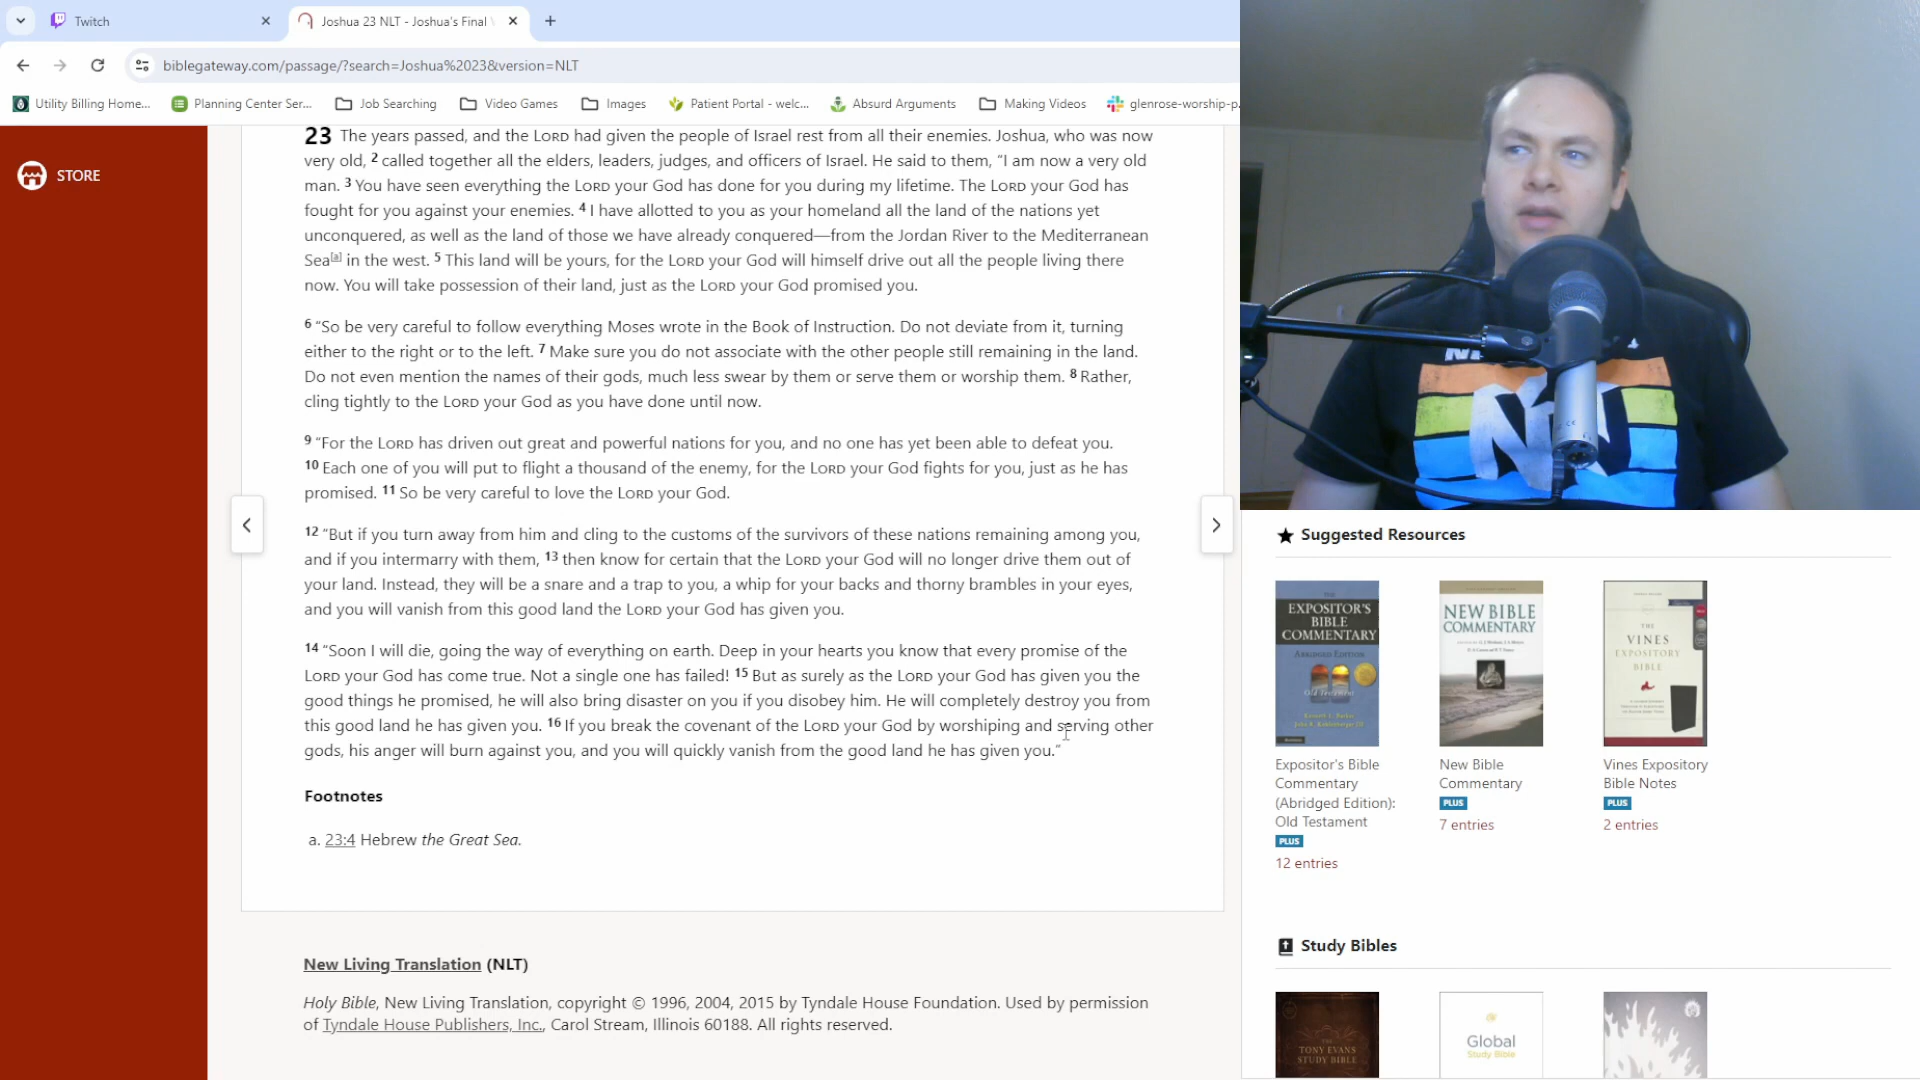 Twitch
Joshua 23 NLT - Joshua's Final
biblegateway.com/passage/?search=Joshua%2023&version=NLT
Utility Billing Home... Planning Center Ser... Job Searching Video Games Images Patient Portal - welc... Absurd Arguments Making Videos glenrose-worship-p.
STORE
23 The years passed, and the LORD had given the people of Israel rest from all their enemies. Joshua, who was now
very old, 2 called together all the elders, leaders, judges, and officers of Israel. He said to them, “I am now a very old
man. 3 You have seen everything the LORD your God has done for you during my lifetime. The LORD your God has
fought for you against your enemies. 4 I have allotted to you as your homeland all the land of the nations yet
unconquered, as well as the land of those we have already conquered—from the Jordan River to the Mediterranean
Sea[a] in the west. 5 This land will be yours, for the LORD your God will himself drive out all the people living there
now. You will take possession of their land, just as the LORD your God promised you.
6 “So be very careful to follow everything Moses wrote in the Book of Instruction. Do not deviate from it, turning
either to the right or to the left. 7 Make sure you do not associate with the other people still remaining in the land.
Do not even mention the names of their gods, much less swear by them or serve them or worship them. 8 Rather,
cling tightly to the LORD your God as you have done until now.
9 “For the LORD has driven out great and powerful nations for you, and no one has yet been able to defeat you.
10 Each one of you will put to flight a thousand of the enemy, for the LORD your God fights for you, just as he has
promised. 11 So be very careful to love the LORD your God.
12 “But if you turn away from him and cling to the customs of the survivors of these nations remaining among you,
and if you intermarry with them, 13 then know for certain that the LORD your God will no longer drive them out of
your land. Instead, they will be a snare and a trap to you, a whip for your backs and thorny brambles in your eyes,
and you will vanish from this good land the LORD your God has given you.
14 “Soon I will die, going the way of everything on earth. Deep in your hearts you know that every promise of the
LORD your God has come true. Not a single one has failed! 15 But as surely as the LORD your God has given you the
good things he promised, he will also bring disaster on you if you disobey him. He will completely destroy you from
this good land he has given you. 16 If you break the covenant of the LORD your God by worshiping and serving other
gods, his anger will burn against you, and you will quickly vanish from the good land he has given you.”
Footnotes
a. 23:4 Hebrew the Great Sea.
New Living Translation (NLT)
Holy Bible, New Living Translation, copyright © 1996, 2004, 2015 by Tyndale House Foundation. Used by permission
of Tyndale House Publishers, Inc., Carol Stream, Illinois 60188. All rights reserved.
Suggested Resources
THE
EXPOSITOR'S
BIBLE
COMMENTARY
ABRIDGED EDITION
Old Testament
NEW BIBLE
COMMENTARY
THE
VINES
EXPOSITORY
BIBLE
Expositor's Bible
Commentary
(Abridged Edition):
Old Testament
PLUS
12 entries
New Bible
Commentary
PLUS
7 entries
Vines Expository
Bible Notes
PLUS
2 entries
Study Bibles
THE
TONY EVANS
STUDY BIBLE
Global
Study Bible